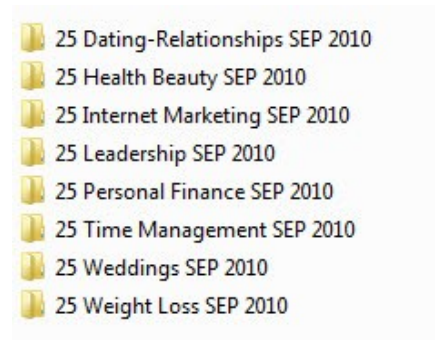 25 Dating-Relationships SEP 2010
25 Health Beauty SEP 2010
25 Internet Marketing SEP 2010
25 Leadership SEP 2010
25 Personal Finance SEP 2010
25 Time Management SEP 2010
25 Weddings SEP 2010
25 Weight Loss SEP 2010